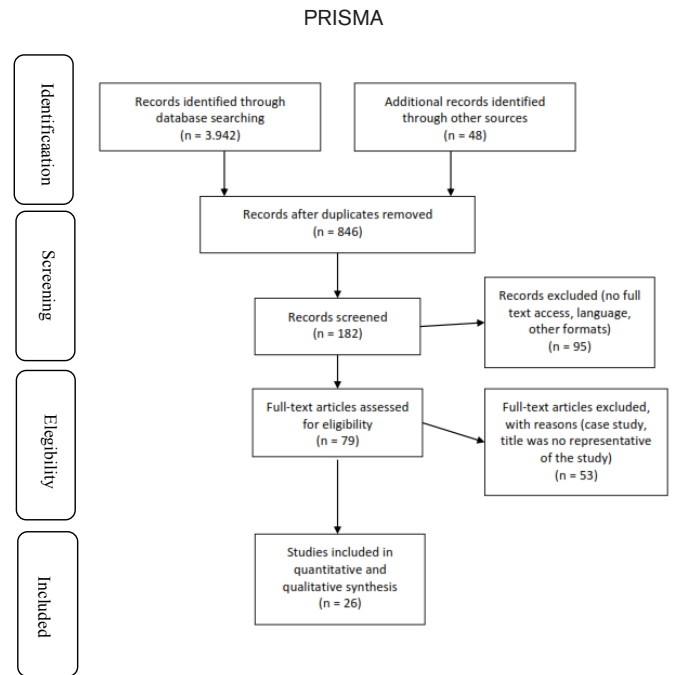 PRISMA
Identificaation
Records identified through
database searching
(n = 3.942)
Additional records identified
through other sources
(n = 48)
Records after duplicates removed
(n = 846)
Screening
Records screened
(n = 182)
Records excluded (no full
text access, language,
other formats)
(n = 95)
Elegibility
Full-text articles assessed
for eligibility
(n = 79)
Full-text articles excluded,
with reasons (case study,
title was no representative
of the study)
(n = 53)
Included
Studies included in
quantitative and
qualitative synthesis
(n = 26)